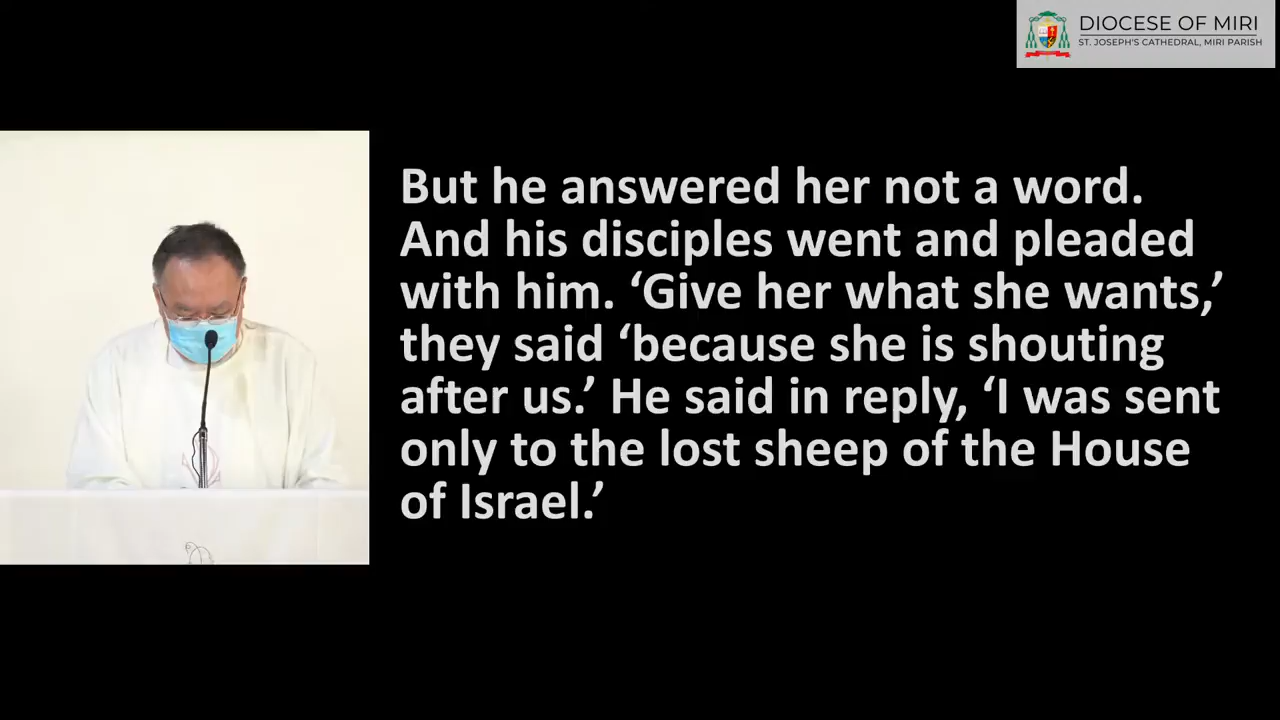 DIOCESE OF MIRI
ST. JOSEPH'S CATHEDRAL, MIRI PARISH
But he answered her not a word.
And his disciples went and pleaded
with him. ‘Give her what she wants,’
they said ‘because she is shouting
after us.’ He said in reply, ‘I was sent
only to the lost sheep of the House
of Israel.’